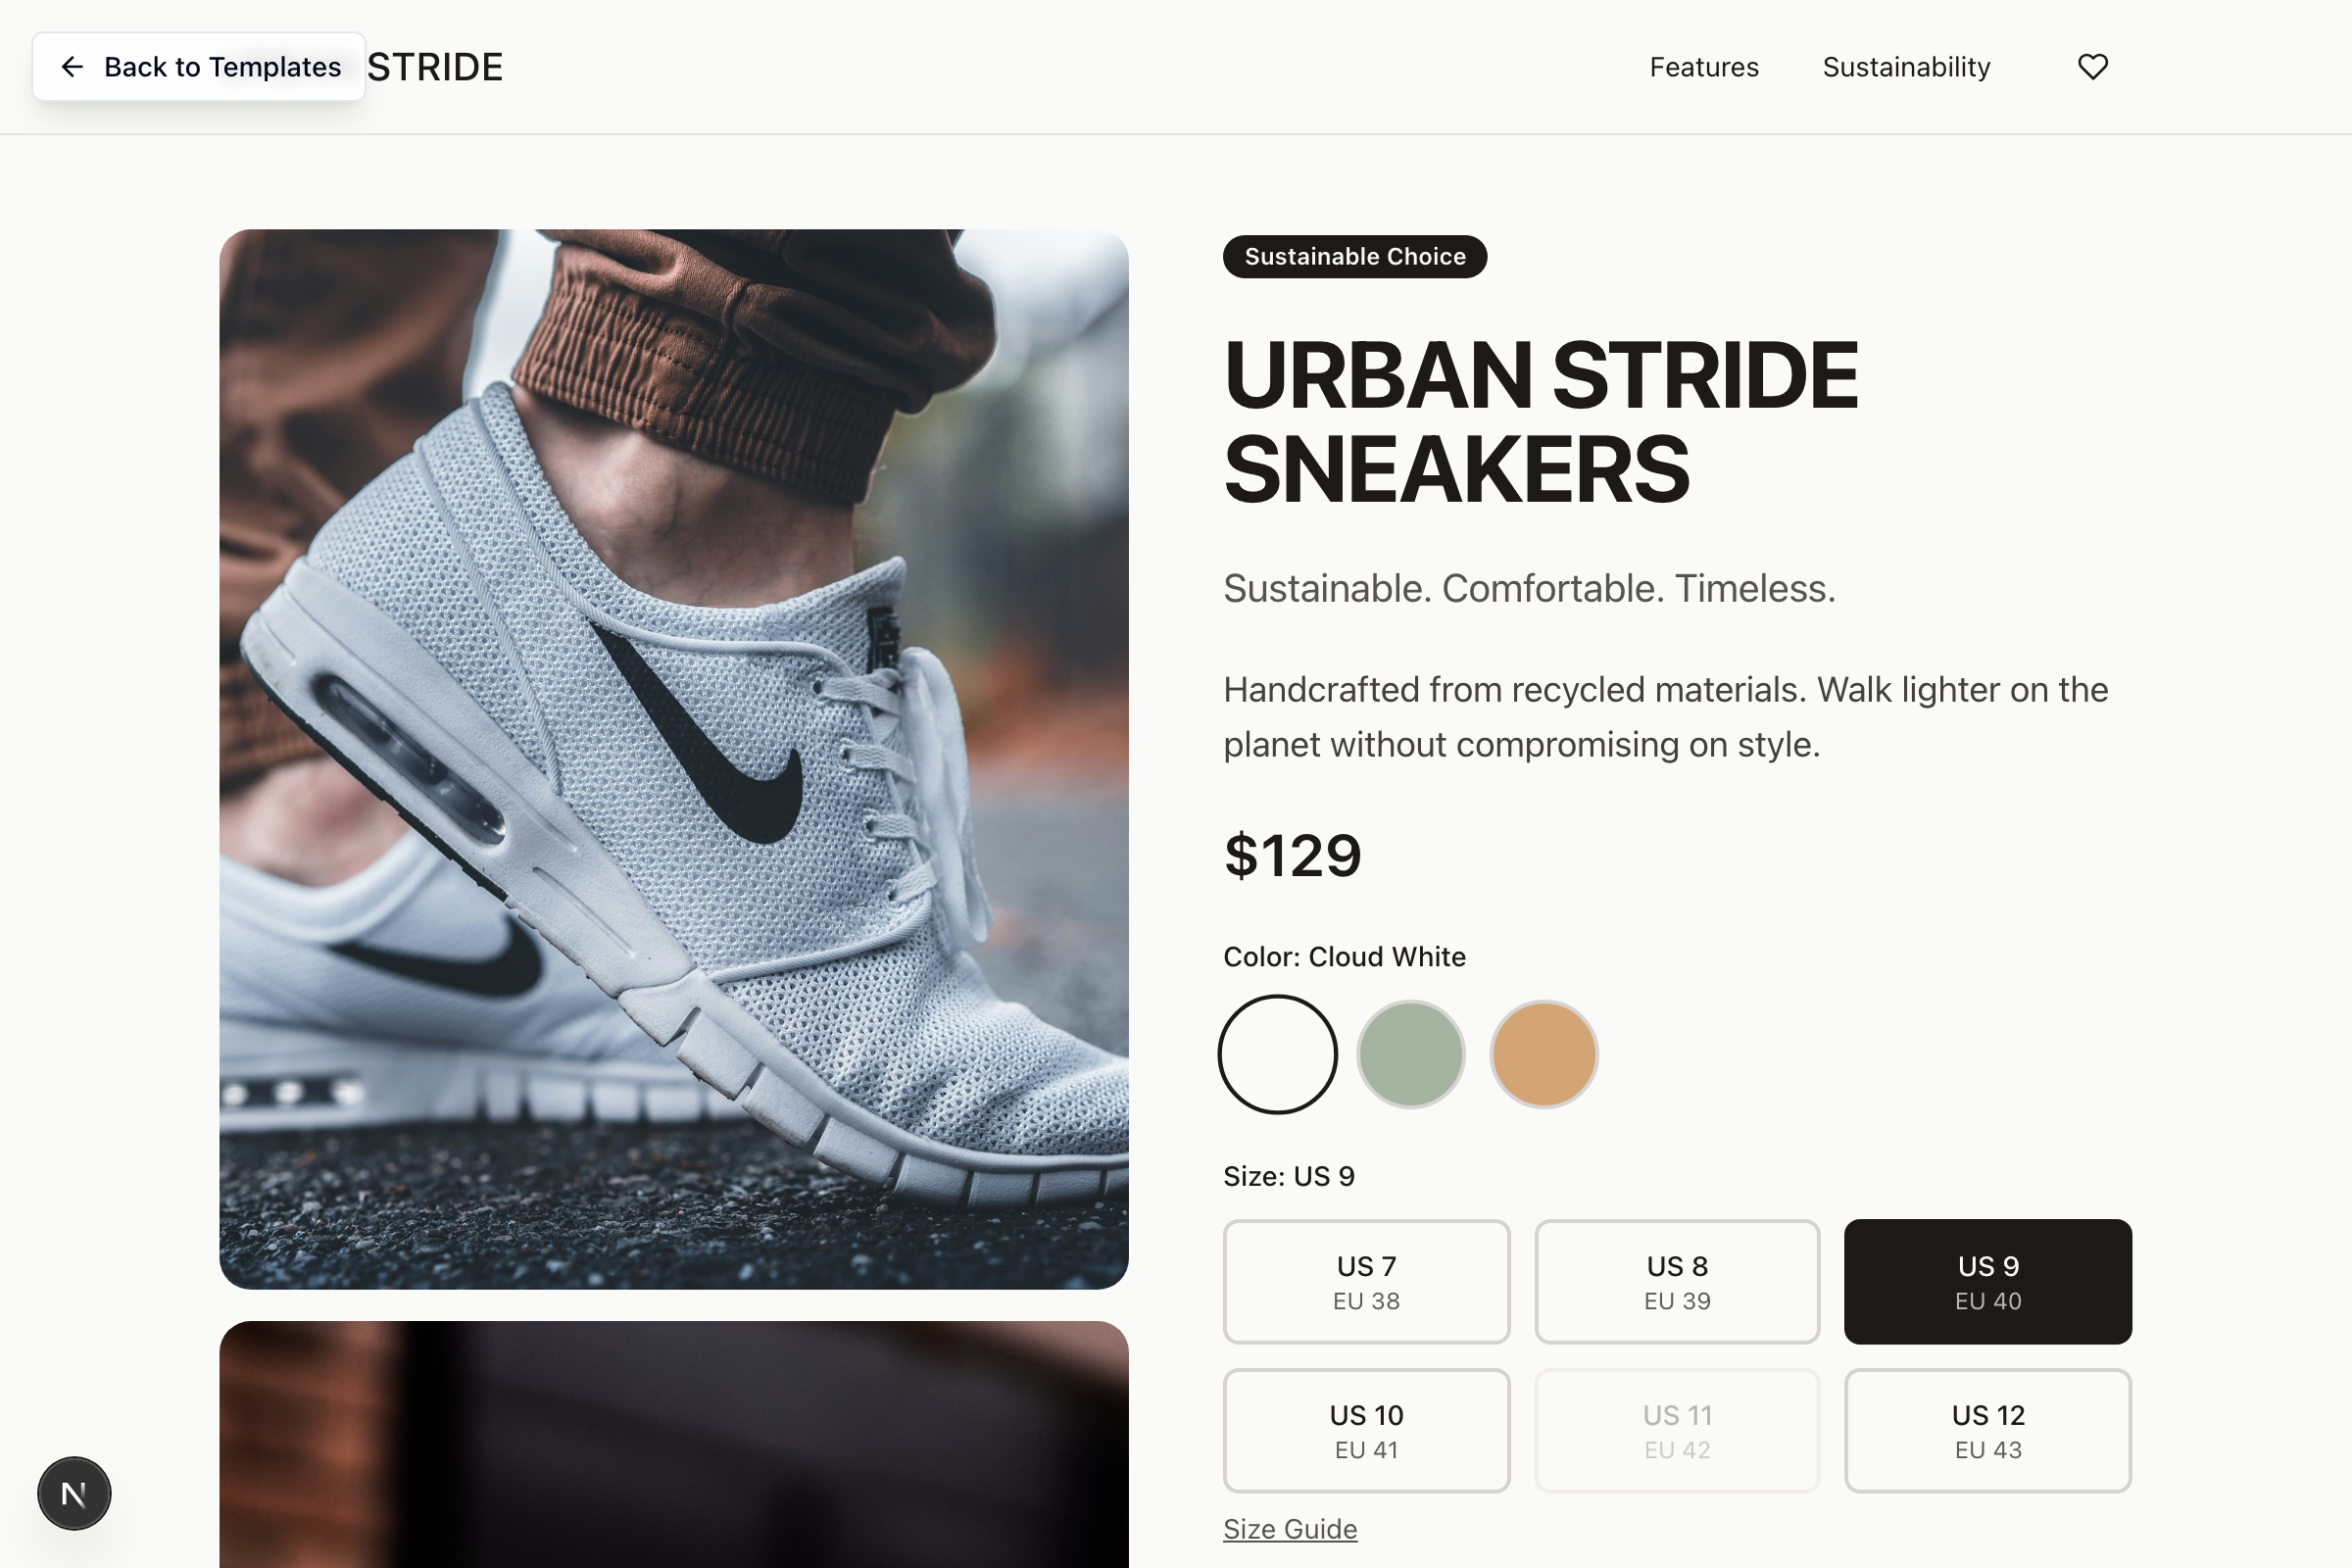 Back to Templates
STRIDE
Features
Sustainability
Sustainable Choice
URBAN STRIDE
SNEAKERS
Sustainable. Comfortable. Timeless.
Handcrafted from recycled materials. Walk lighter on the
planet without compromising on style.
$129
Color: Cloud White
Size: US 9
US 7
EU 38
US 8
EU 39
US 9
EU 40
US 10
EU 41
US 11
EU 42
US 12
EU 43
Size Guide
N